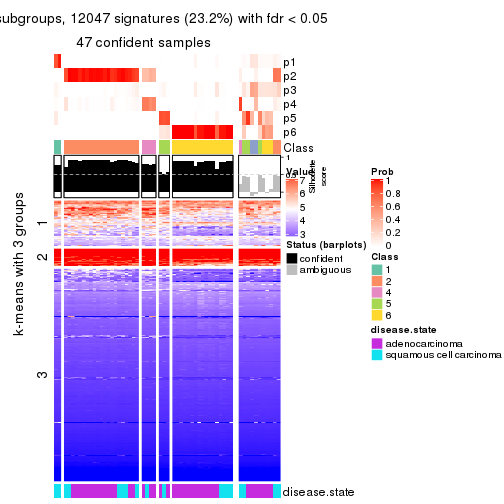 subgroups, 12047 signatures (23.2%) with fdr < 0.05
47 confident samples
p1
p2
p3
p4
p5
p6
Class
1
0
Silhouette
score
k-means with 3 groups
1
2
3
disease.state
Value
7
6
5
4
3
Status (barplots)
confident
ambiguous
Prob
1
0.8
0.6
0.4
0.2
0
Class
1
2
4
5
6
disease.state
adenocarcinoma
squamous cell carcinoma